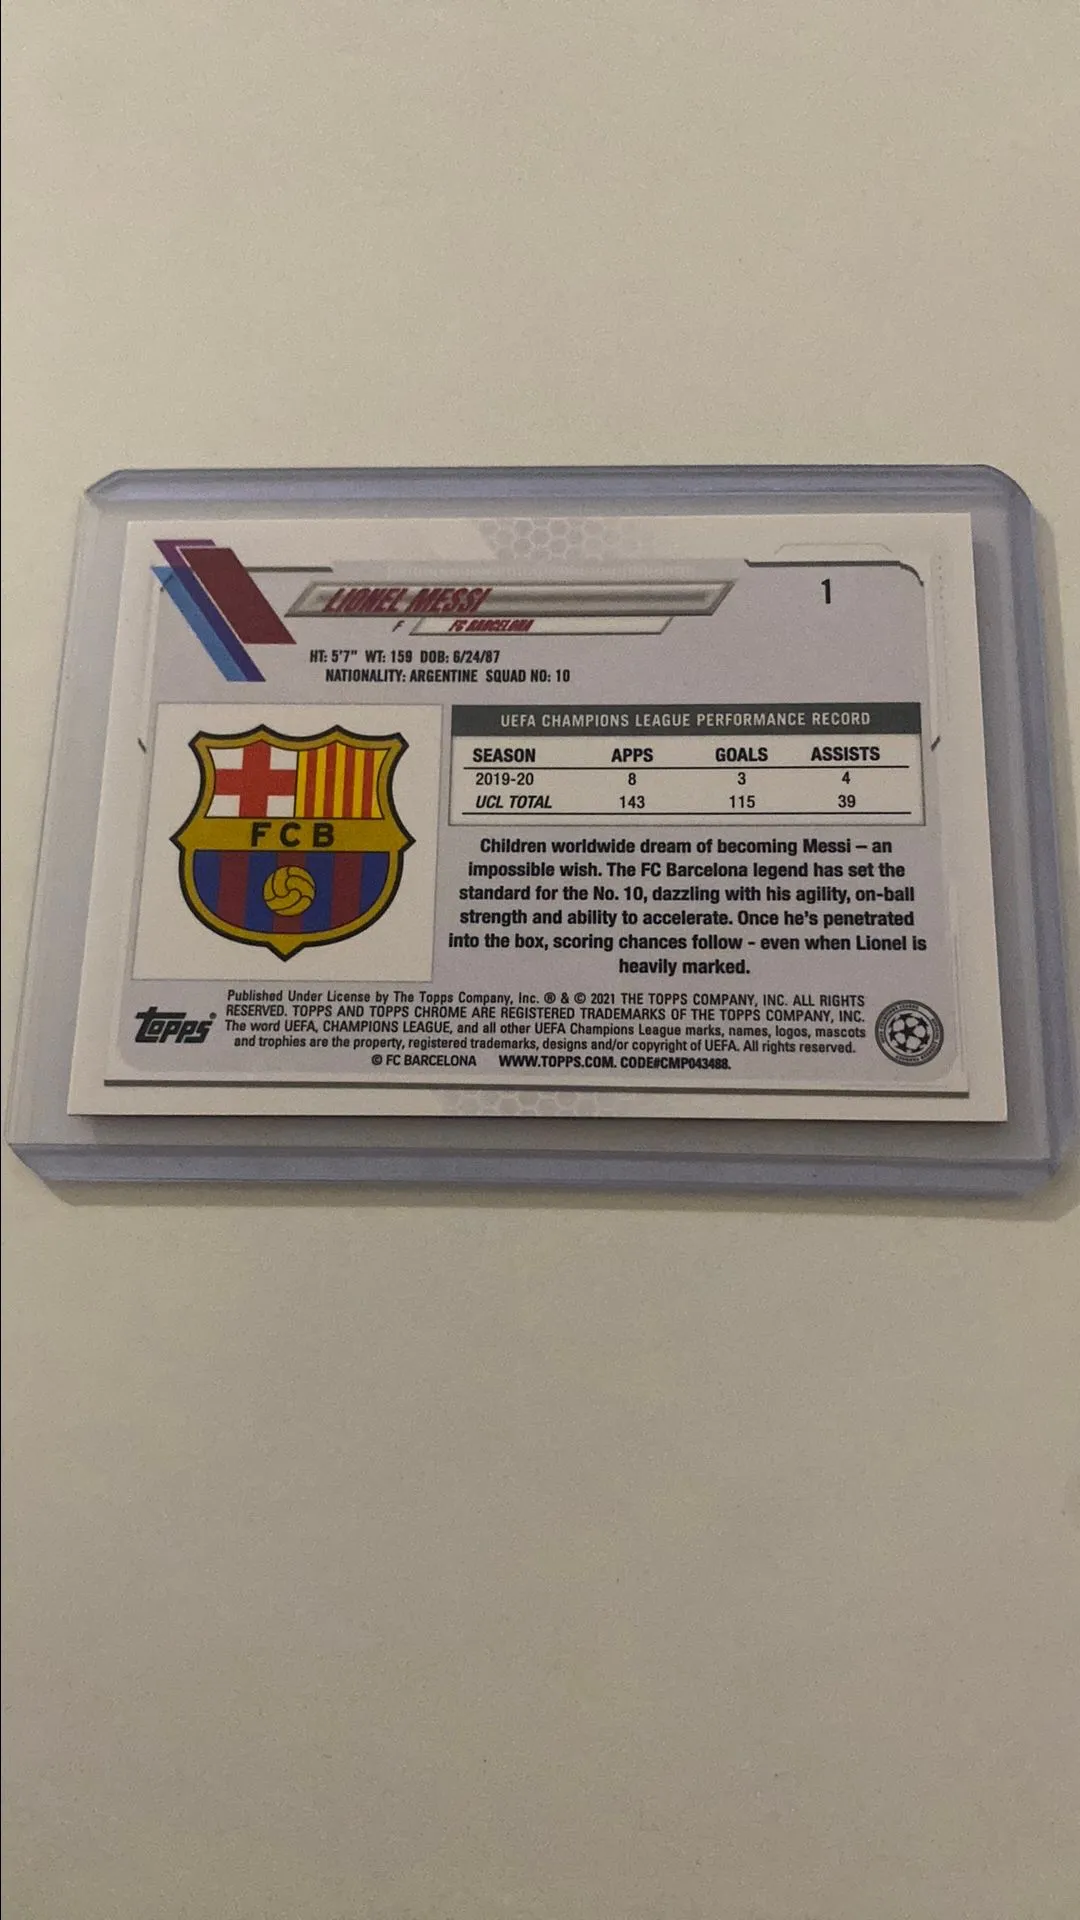 LIONEL MESSI
1
F FC BARCELONA
HT: 5'7" WT: 159 DOB: 6/24/87
NATIONALITY: ARGENTINE SQUAD NO: 10
FCB
UEFA CHAMPIONS LEAGUE PERFORMANCE RECORD
SEASON APPS GOALS ASSISTS
2019-20 8 3 4
UCL TOTAL 143 115 39
Children worldwide dream of becoming Messi – an
impossible wish. The FC Barcelona legend has set the
standard for the No. 10, dazzling with his agility, on-ball
strength and ability to accelerate. Once he's penetrated
into the box, scoring chances follow - even when Lionel is
heavily marked.
topps®
Published Under License by The Topps Company, Inc. ® & © 2021 THE TOPPS COMPANY, INC. ALL RIGHTS
RESERVED. TOPPS AND TOPPS CHROME ARE REGISTERED TRADEMARKS OF THE TOPPS COMPANY, INC.
The word UEFA, CHAMPIONS LEAGUE, and all other UEFA Champions League marks, names, logos, mascots
and trophies are the property, registered trademarks, designs and/or copyright of UEFA. All rights reserved.
© FC BARCELONA WWW.TOPPS.COM. CODE#CMP043488.